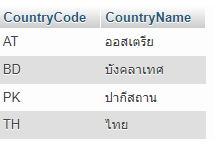 CountryCode CountryName
AT ออสเตรีย
BD บังคลาเทศ
PK ปากีสถาน
TH ไทย